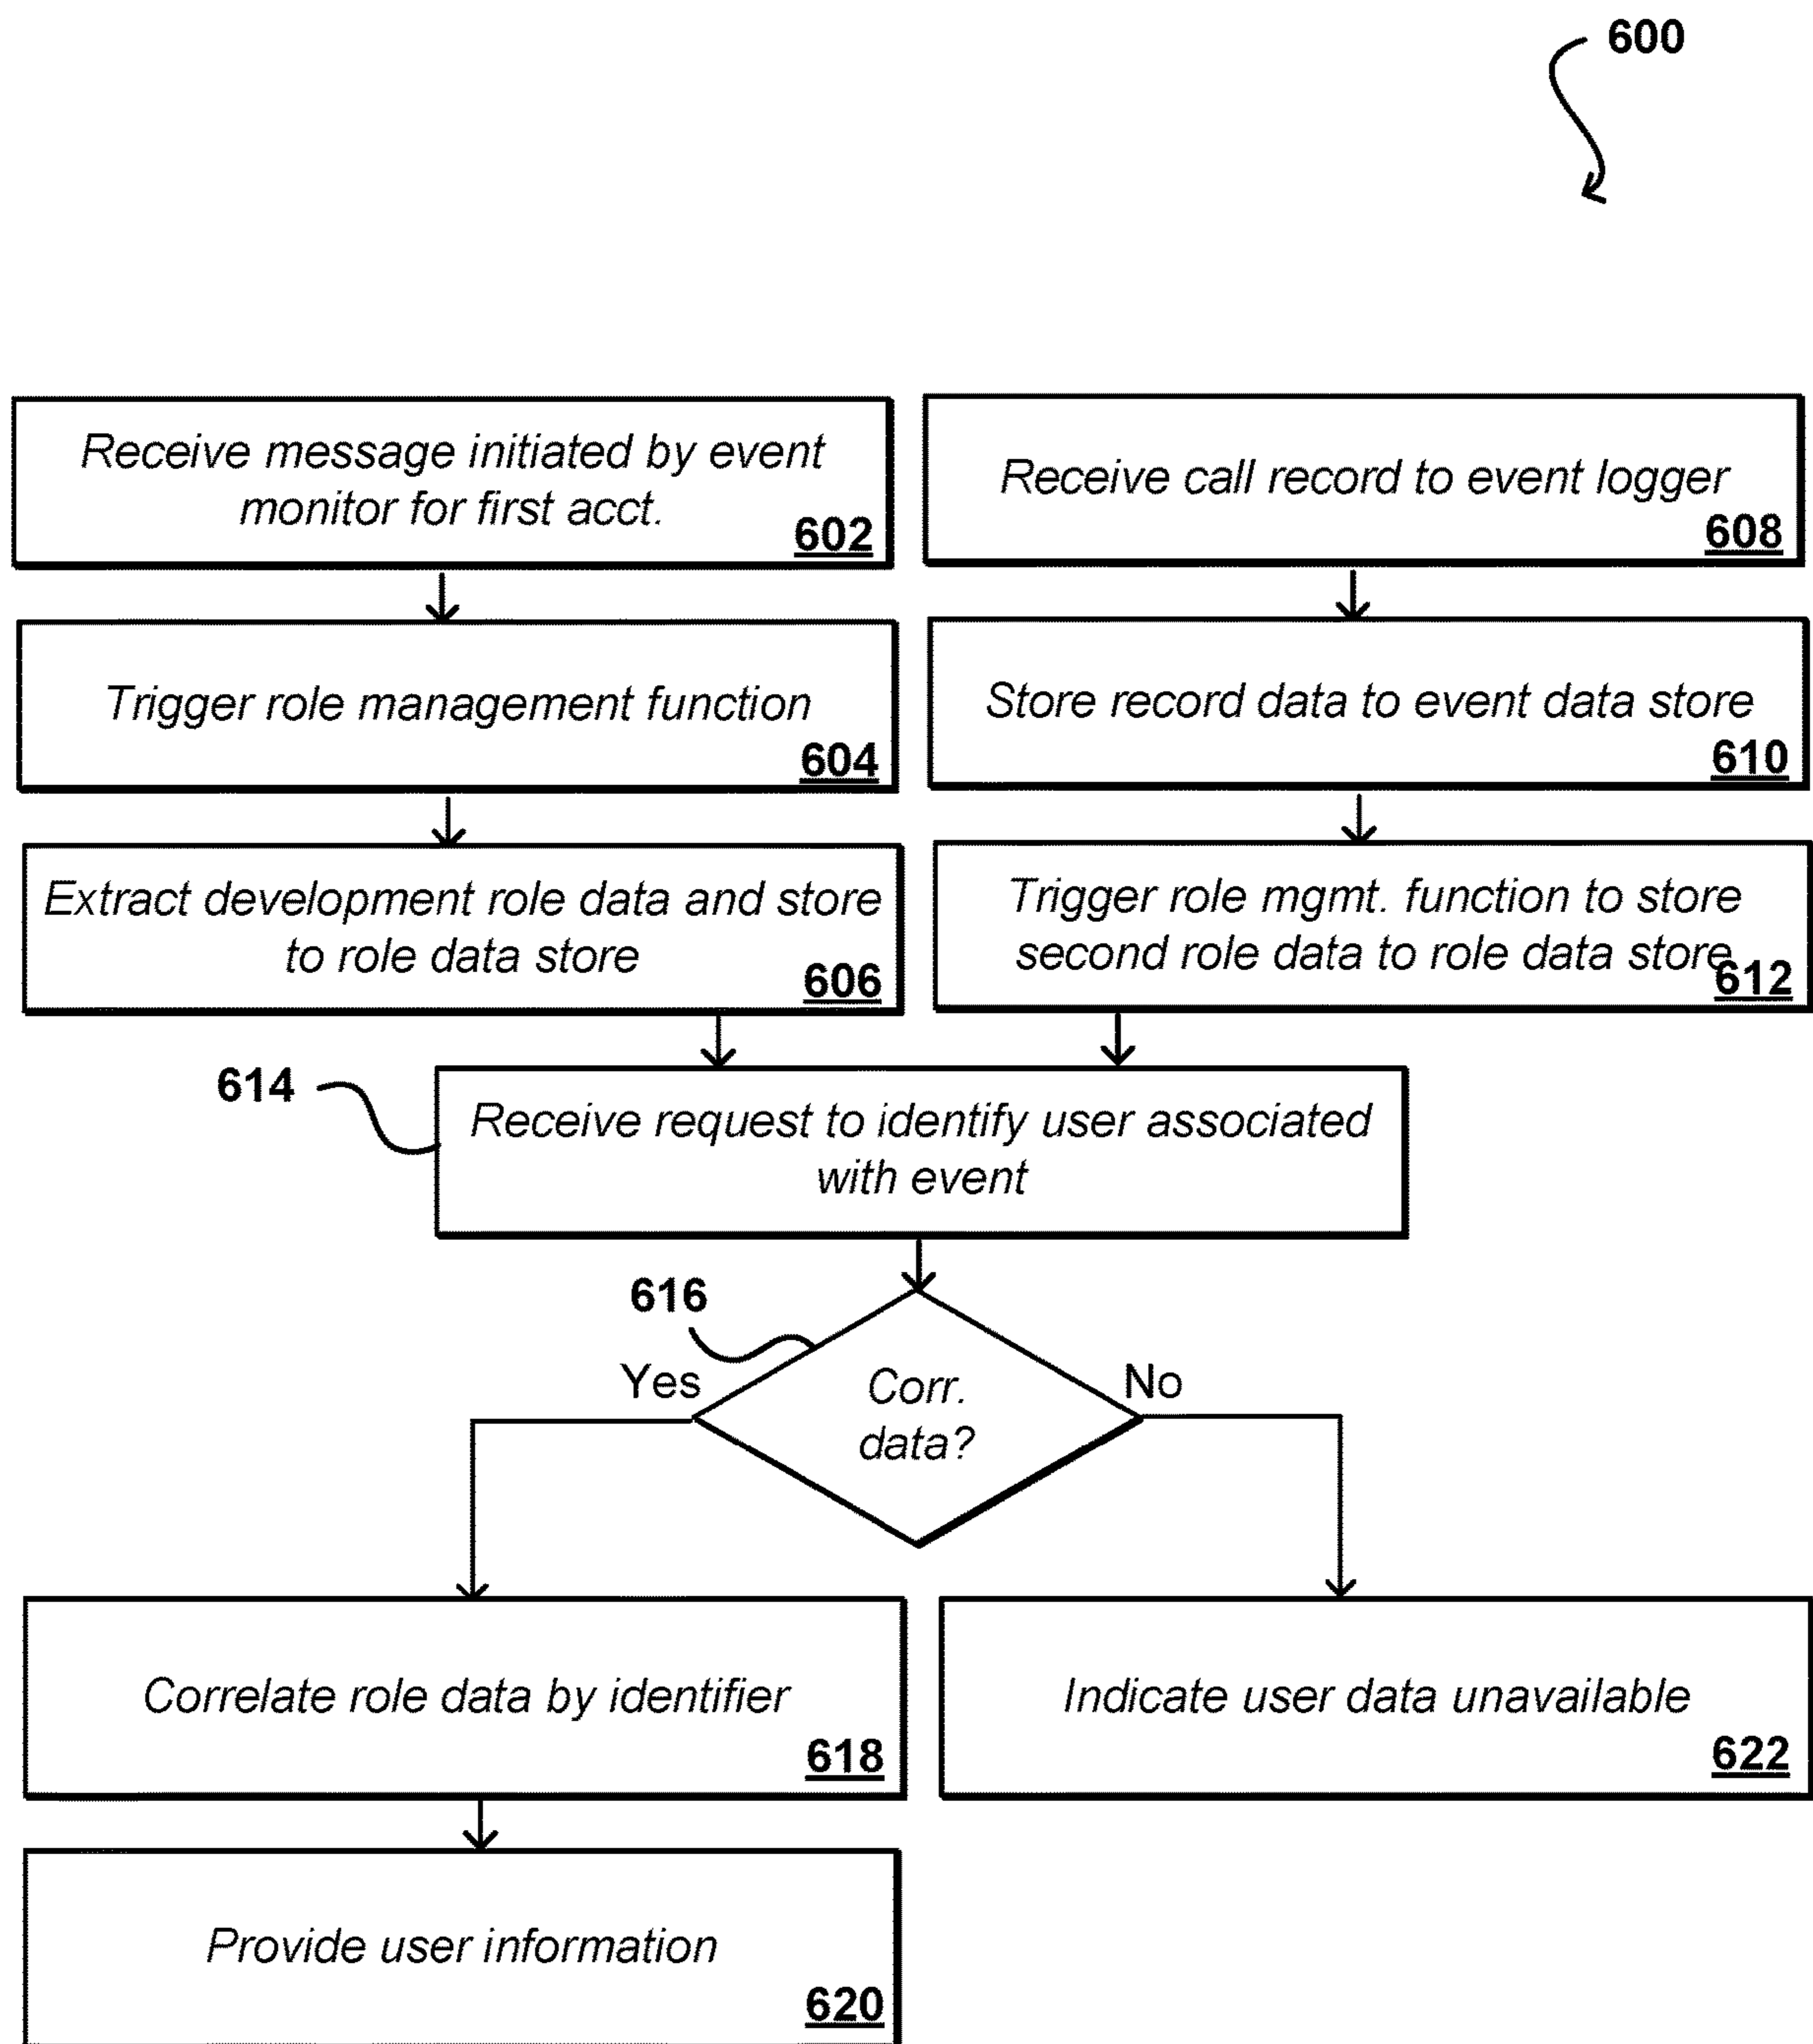 600
Receive message initiated by event
monitor for first acct.
602
Receive call record to event logger
608
Trigger role management function
604
Store record data to event data store
610
Extract development role data and store
to role data store
606
Trigger role mgmt. function to store
second role data to role data store
612
614
Receive request to identify user associated
with event
616
Yes
Corr.
data?
No
Correlate role data by identifier
618
Indicate user data unavailable
622
Provide user information
620